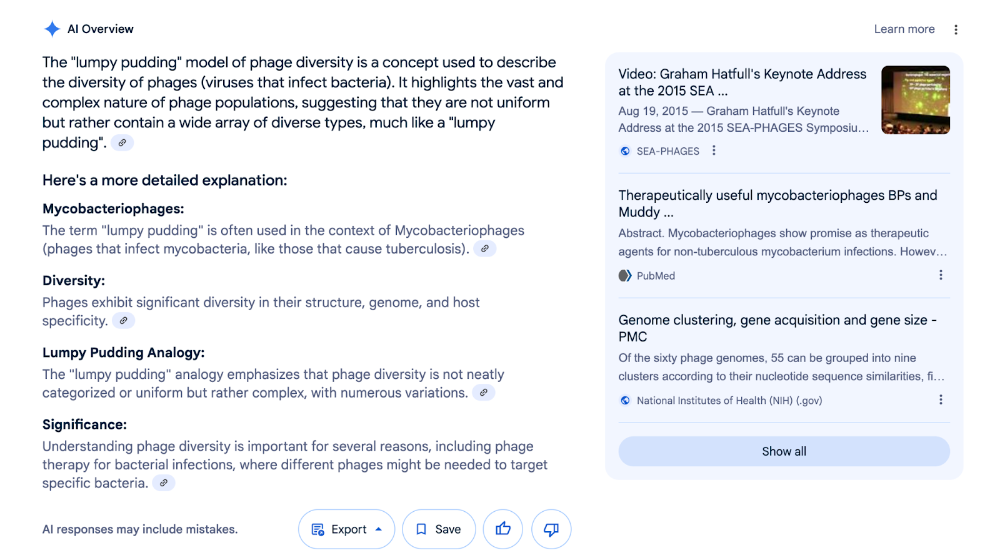 AI Overview
Learn more
The "lumpy pudding" model of phage diversity is a concept used to describe
the diversity of phages (viruses that infect bacteria). It highlights the vast and
complex nature of phage populations, suggesting that they are not uniform
but rather contain a wide array of diverse types, much like a "lumpy
pudding".
Here's a more detailed explanation:
Mycobacteriophages:
The term "lumpy pudding" is often used in the context of Mycobacteriophages
(phages that infect mycobacteria, like those that cause tuberculosis).
Diversity:
Phages exhibit significant diversity in their structure, genome, and host
specificity.
Lumpy Pudding Analogy:
The "lumpy pudding" analogy emphasizes that phage diversity is not neatly
categorized or uniform but rather complex, with numerous variations.
Significance:
Understanding phage diversity is important for several reasons, including phage
therapy for bacterial infections, where different phages might be needed to target
specific bacteria.
AI responses may include mistakes.
Export
Save
Video: Graham Hatfull's Keynote Address
at the 2015 SEA ...
Aug 19, 2015 — Graham Hatfull's Keynote
Address at the 2015 SEA-PHAGES Symposiu...
SEA-PHAGES
Therapeutically useful mycobacteriophages BPs and
Muddy ...
Abstract. Mycobacteriophages show promise as therapeutic
agents for non-tuberculous mycobacterium infections. Howev...
PubMed
Genome clustering, gene acquisition and gene size -
PMC
Of the sixty phage genomes, 55 can be grouped into nine
clusters according to their nucleotide sequence similarities, fi...
National Institutes of Health (NIH) (.gov)
Show all